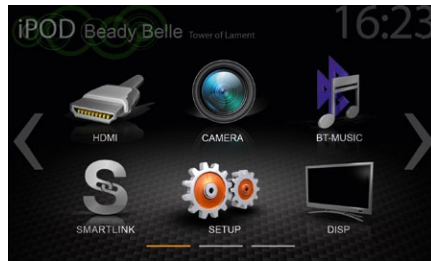 iPOD Beady Belle Tower of Lament 16:23
HDMI CAMERA BT-MUSIC
SMARTLINK SETUP DISP